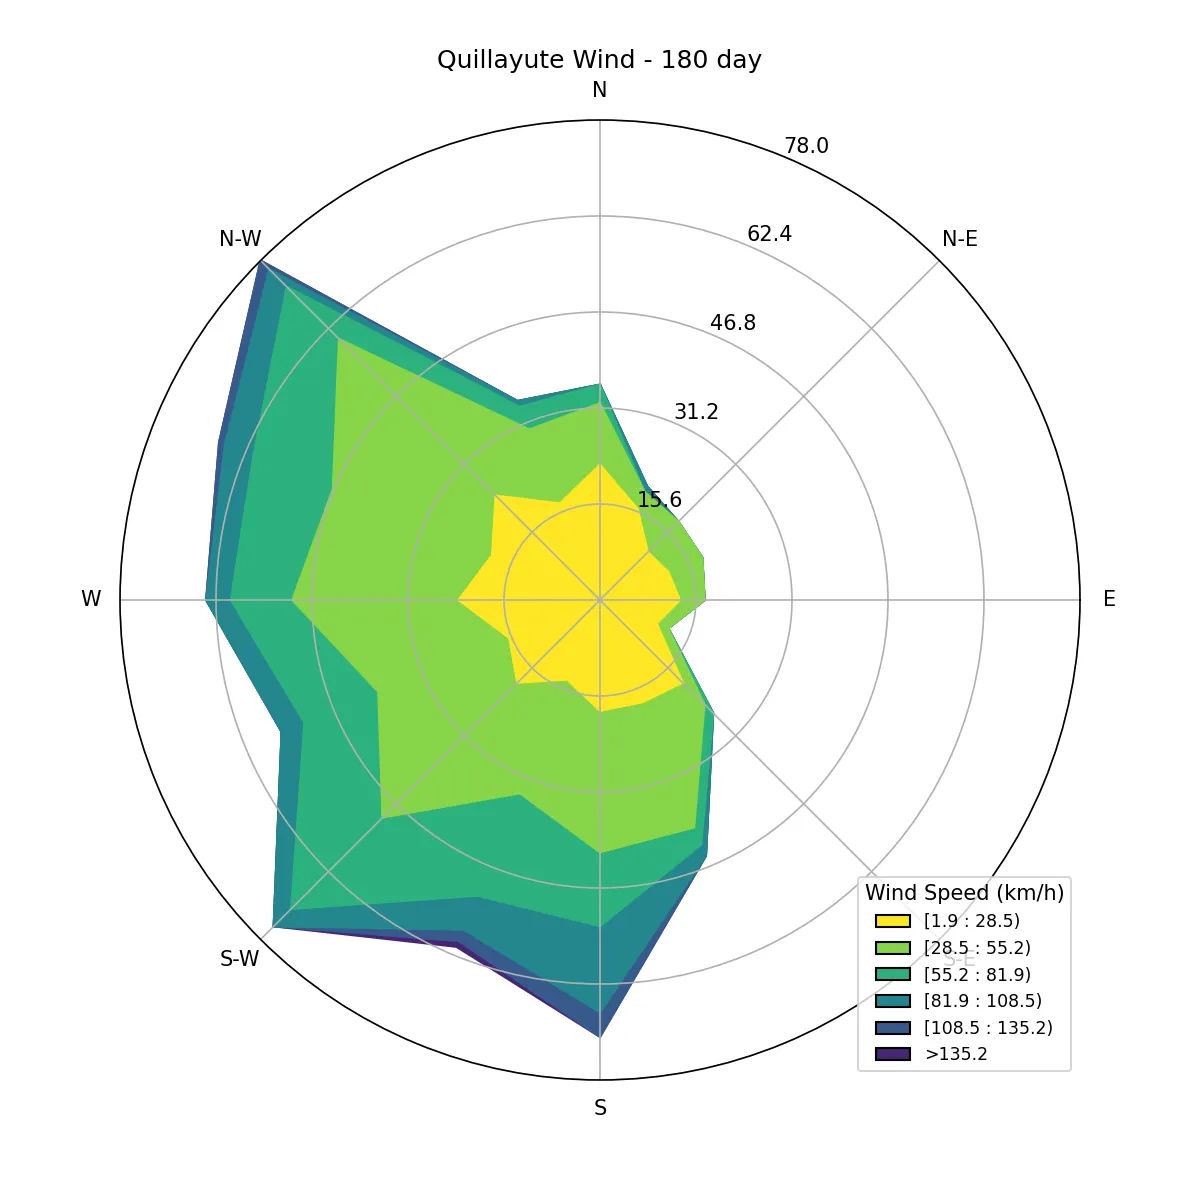 Quillayute Wind - 180 day
N
78.0
62.4
N-W
N-E
46.8
31.2
15.6
W
E
Wind Speed (km/h)
[1.9 : 28.5)
[28.5 : 55.2)
S-W
S-E
[55.2 : 81.9)
[81.9 : 108.5)
[108.5 : 135.2)
>135.2
S